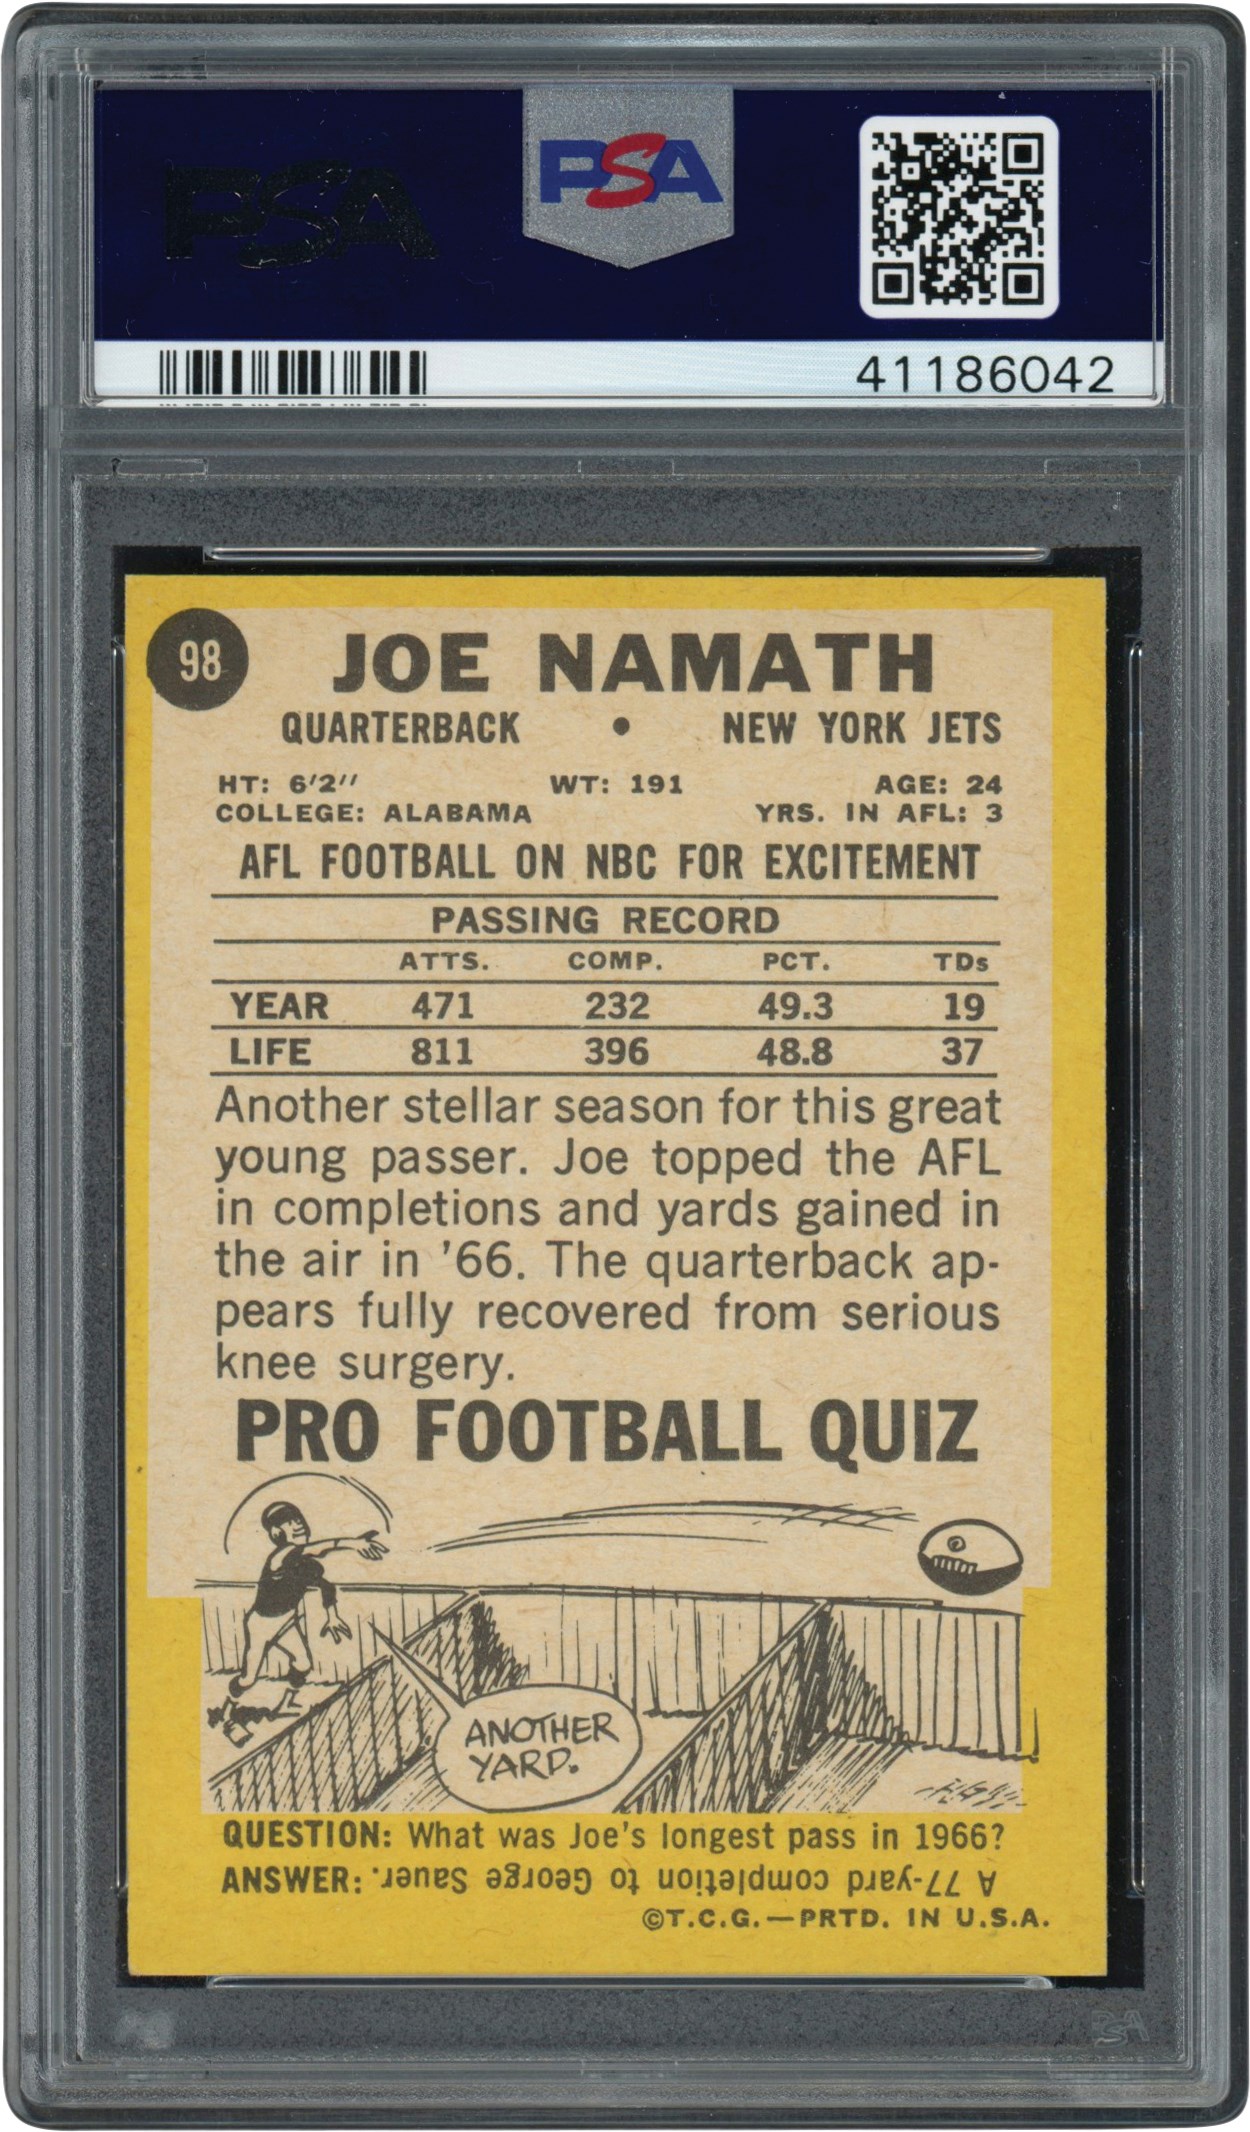 PSA
PSA
41186042
98
JOE NAMATH
QUARTERBACK • NEW YORK JETS
HT: 6'2'' WT: 191 AGE: 24
COLLEGE: ALABAMA YRS. IN AFL: 3
AFL FOOTBALL ON NBC FOR EXCITEMENT
PASSING RECORD
ATTS. COMP. PCT. TDs
YEAR 471 232 49.3 19
LIFE 811 396 48.8 37
Another stellar season for this great
young passer. Joe topped the AFL
in completions and yards gained in
the air in '66. The quarterback ap-
pears fully recovered from serious
knee surgery.
PRO FOOTBALL QUIZ
ANOTHER
YARD.
QUESTION: What was Joe's longest pass in 1966?
ANSWER: A 77-yard completion to George Sauer.
©T.C.G.—PRTD. IN U.S.A.
PSA